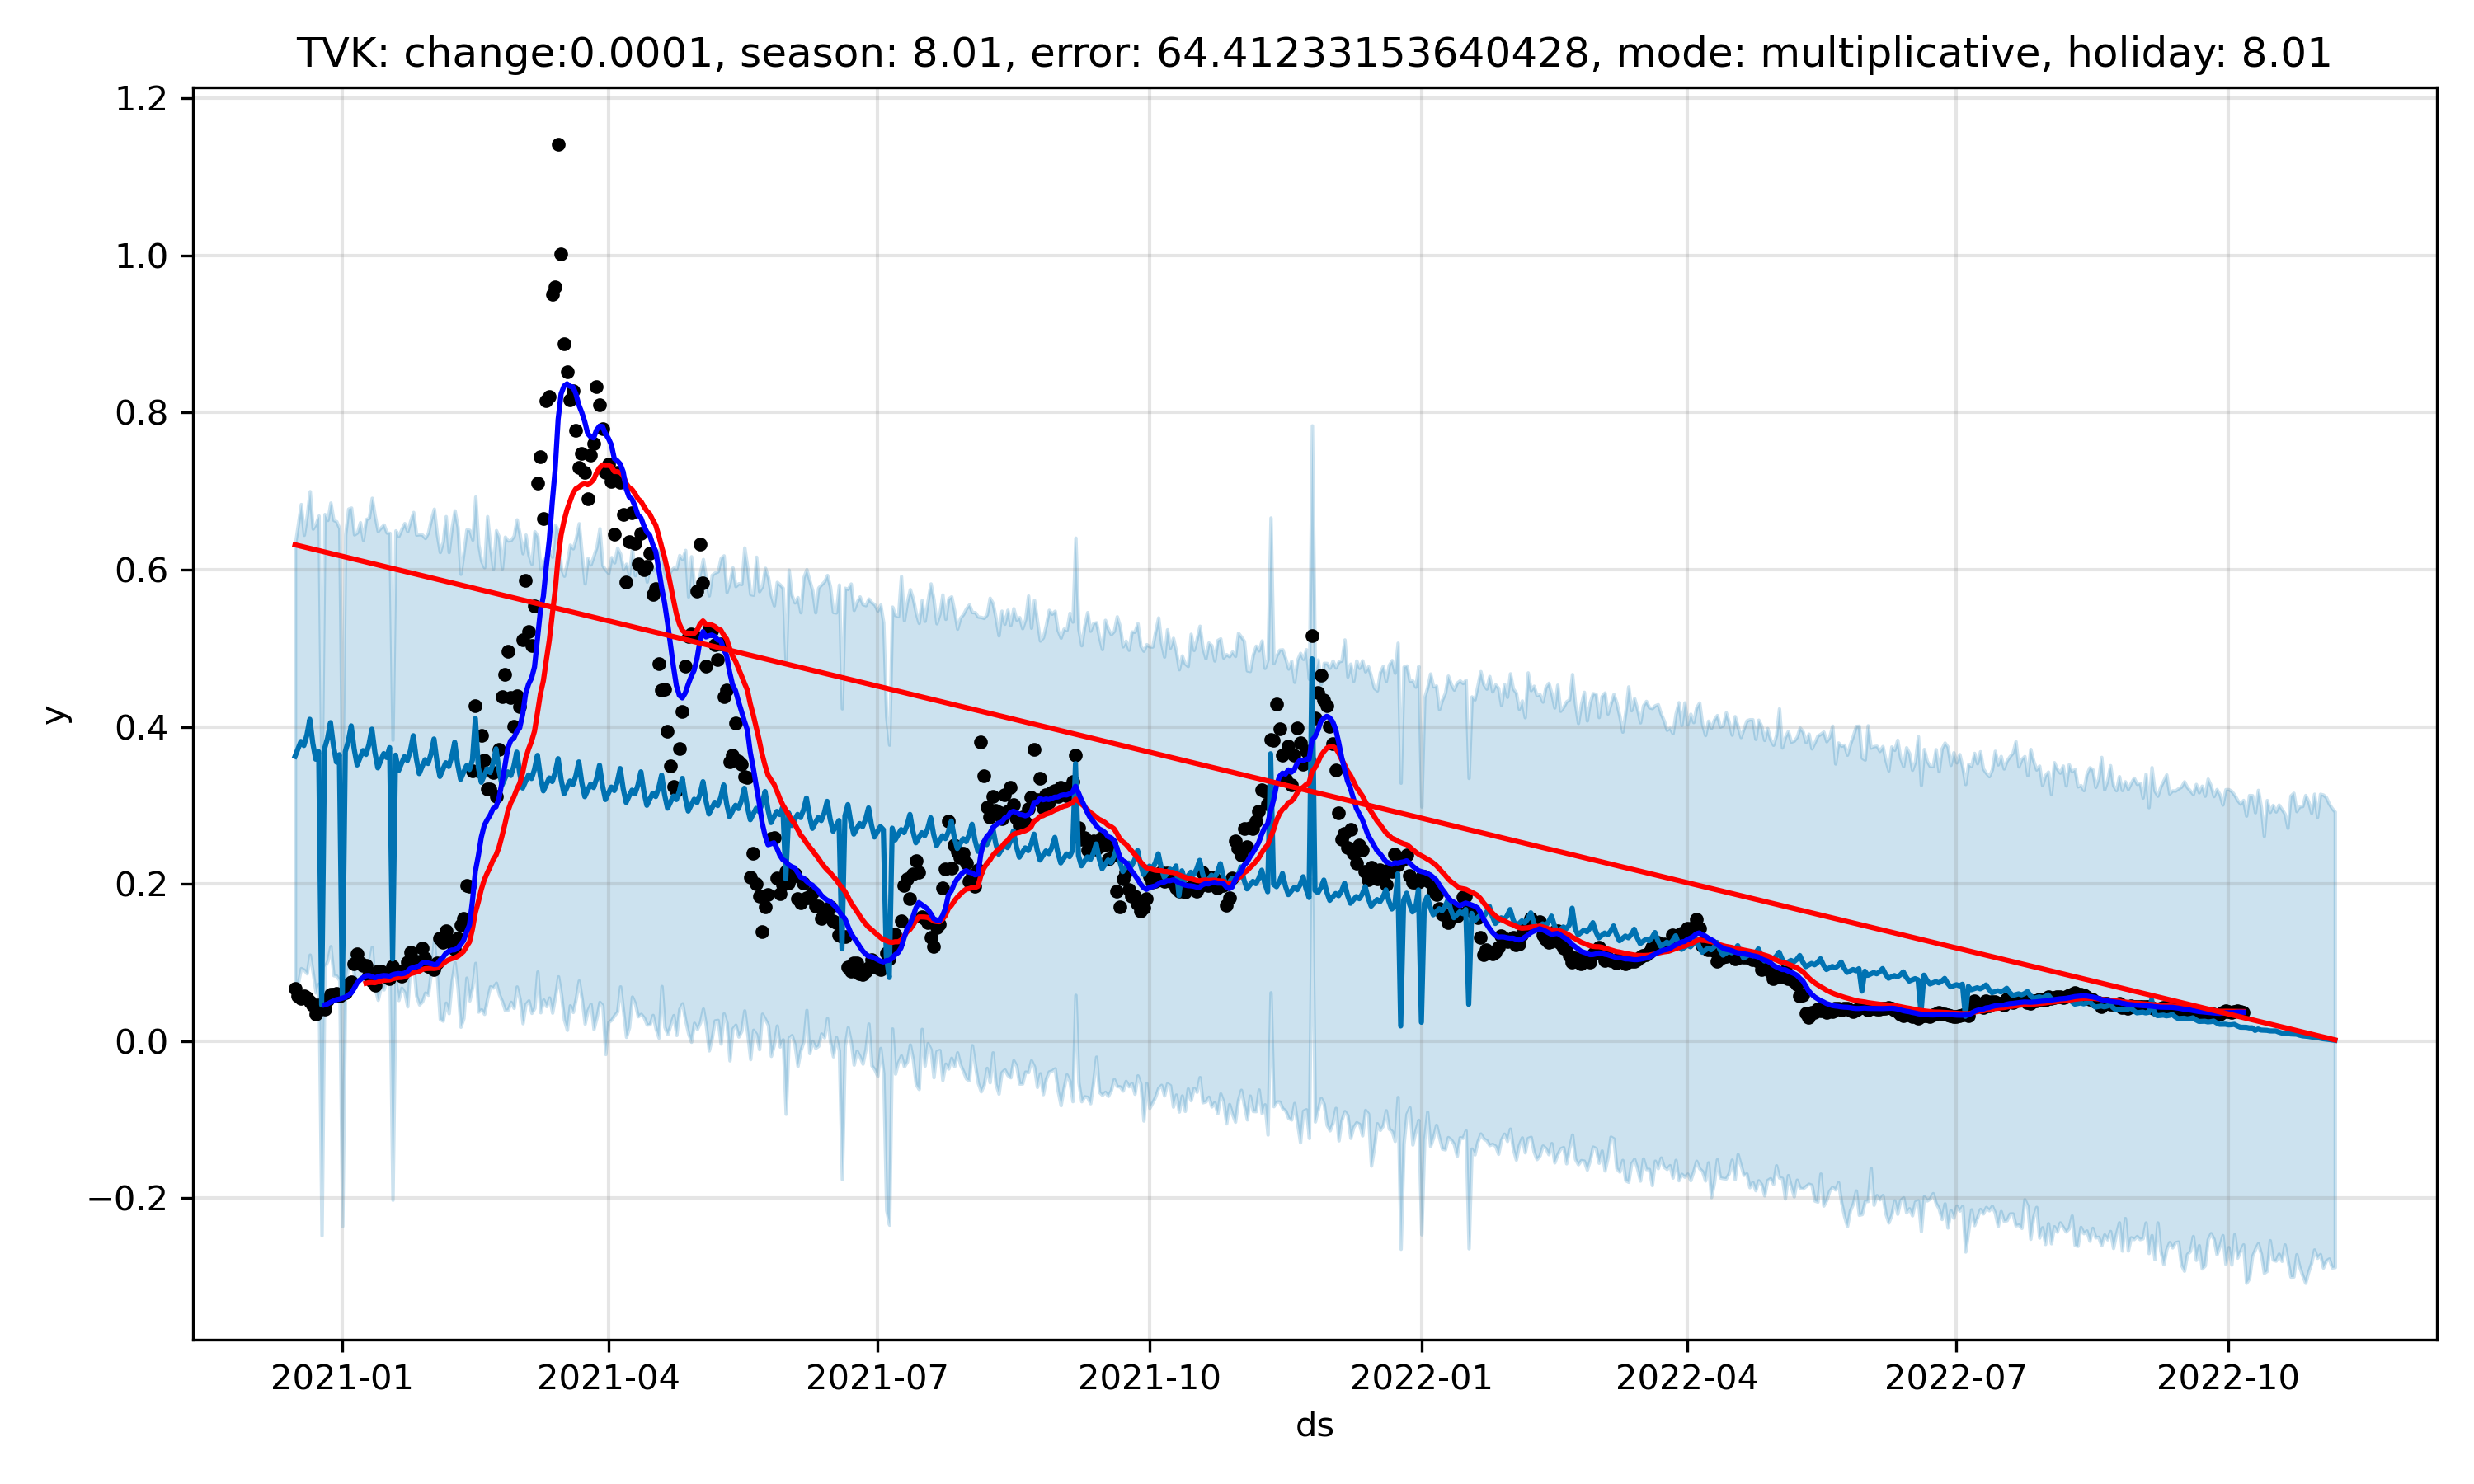 TVK: change:0.0001, season: 8.01, error: 64.41233153640428, mode: multiplicative, holiday: 8.01
1.2
1.0
0.8
0.6
0.4
0.2
0.0
−0.2
y
2021-01 2021-04 2021-07 2021-10 2022-01 2022-04 2022-07 2022-10
ds